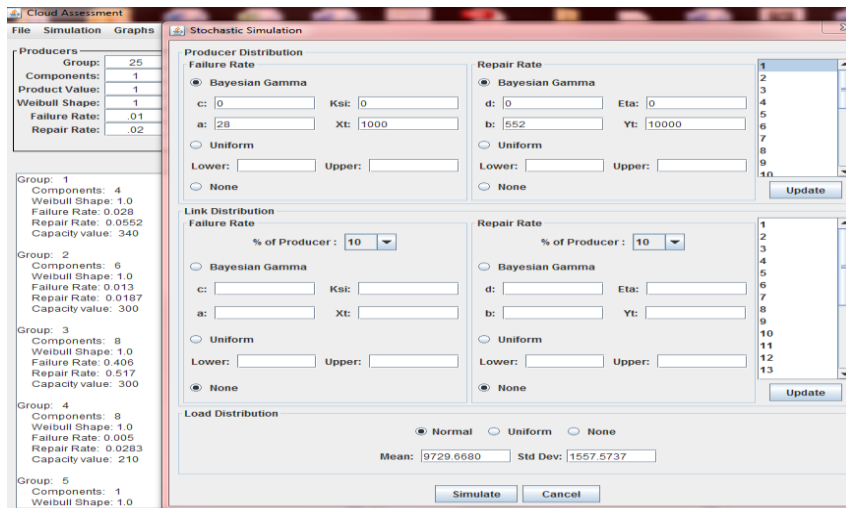 Cloud Assessment
File Simulation Graphs
Producers
Group: 25
Components: 1
Product Value: 1
Weibull Shape: 1
Failure Rate: .01
Repair Rate: .02
Group: 1
Components: 4
Weibull Shape: 1.0
Failure Rate: 0.028
Repair Rate: 0.0552
Capacity value: 340
Group: 2
Components: 6
Weibull Shape: 1.0
Failure Rate: 0.013
Repair Rate: 0.0187
Capacity value: 300
Group: 3
Components: 8
Weibull Shape: 1.0
Failure Rate: 0.406
Repair Rate: 0.517
Capacity value: 300
Group: 4
Components: 8
Weibull Shape: 1.0
Failure Rate: 0.005
Repair Rate: 0.0283
Capacity value: 210
Group: 5
Components: 1
Weibull Shape: 1.0
Stochastic Simulation
Producer Distribution
Failure Rate
Bayesian Gamma
c: 0 Ksi: 0
a: 28 Xt: 1000
Uniform
Lower: Upper:
None
Repair Rate
Bayesian Gamma
d: 0 Eta: 0
b: 552 Yt: 10000
Uniform
Lower: Upper:
None
1
2
3
4
5
6
7
8
9
10
Update
Link Distribution
Failure Rate
% of Producer : 10
Bayesian Gamma
c: Ksi:
a: Xt:
Uniform
Lower: Upper:
None
Repair Rate
% of Producer : 10
Bayesian Gamma
d: Eta:
b: Yt:
Uniform
Lower: Upper:
None
1
2
3
4
5
6
7
8
9
10
11
12
13
Update
Load Distribution
Normal Uniform None
Mean: 9729.6680 Std Dev: 1557.5737
Simulate Cancel